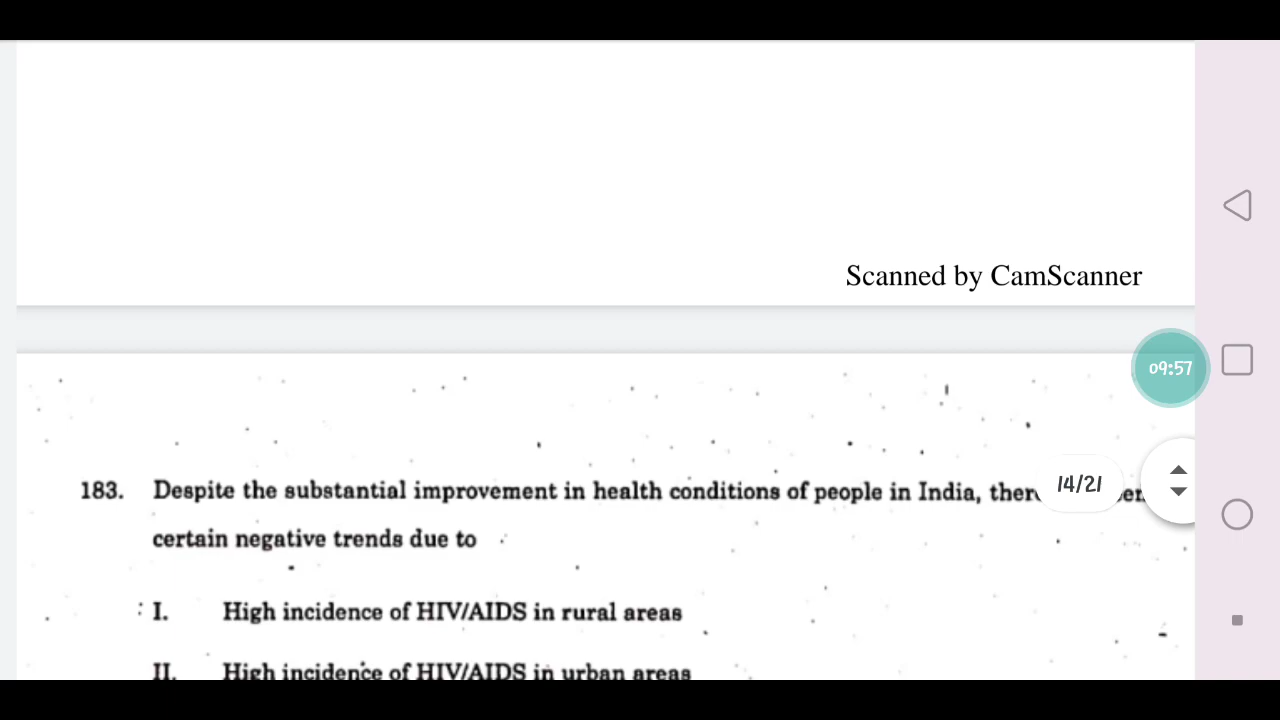 Scanned by CamScanner
09:57
183. Despite the substantial improvement in health conditions of people in India,
14/21
certain negative trends due to
I. High incidence of HIV/AIDS in rural areas
II. High incidence of HIV/AIDS in urban areas